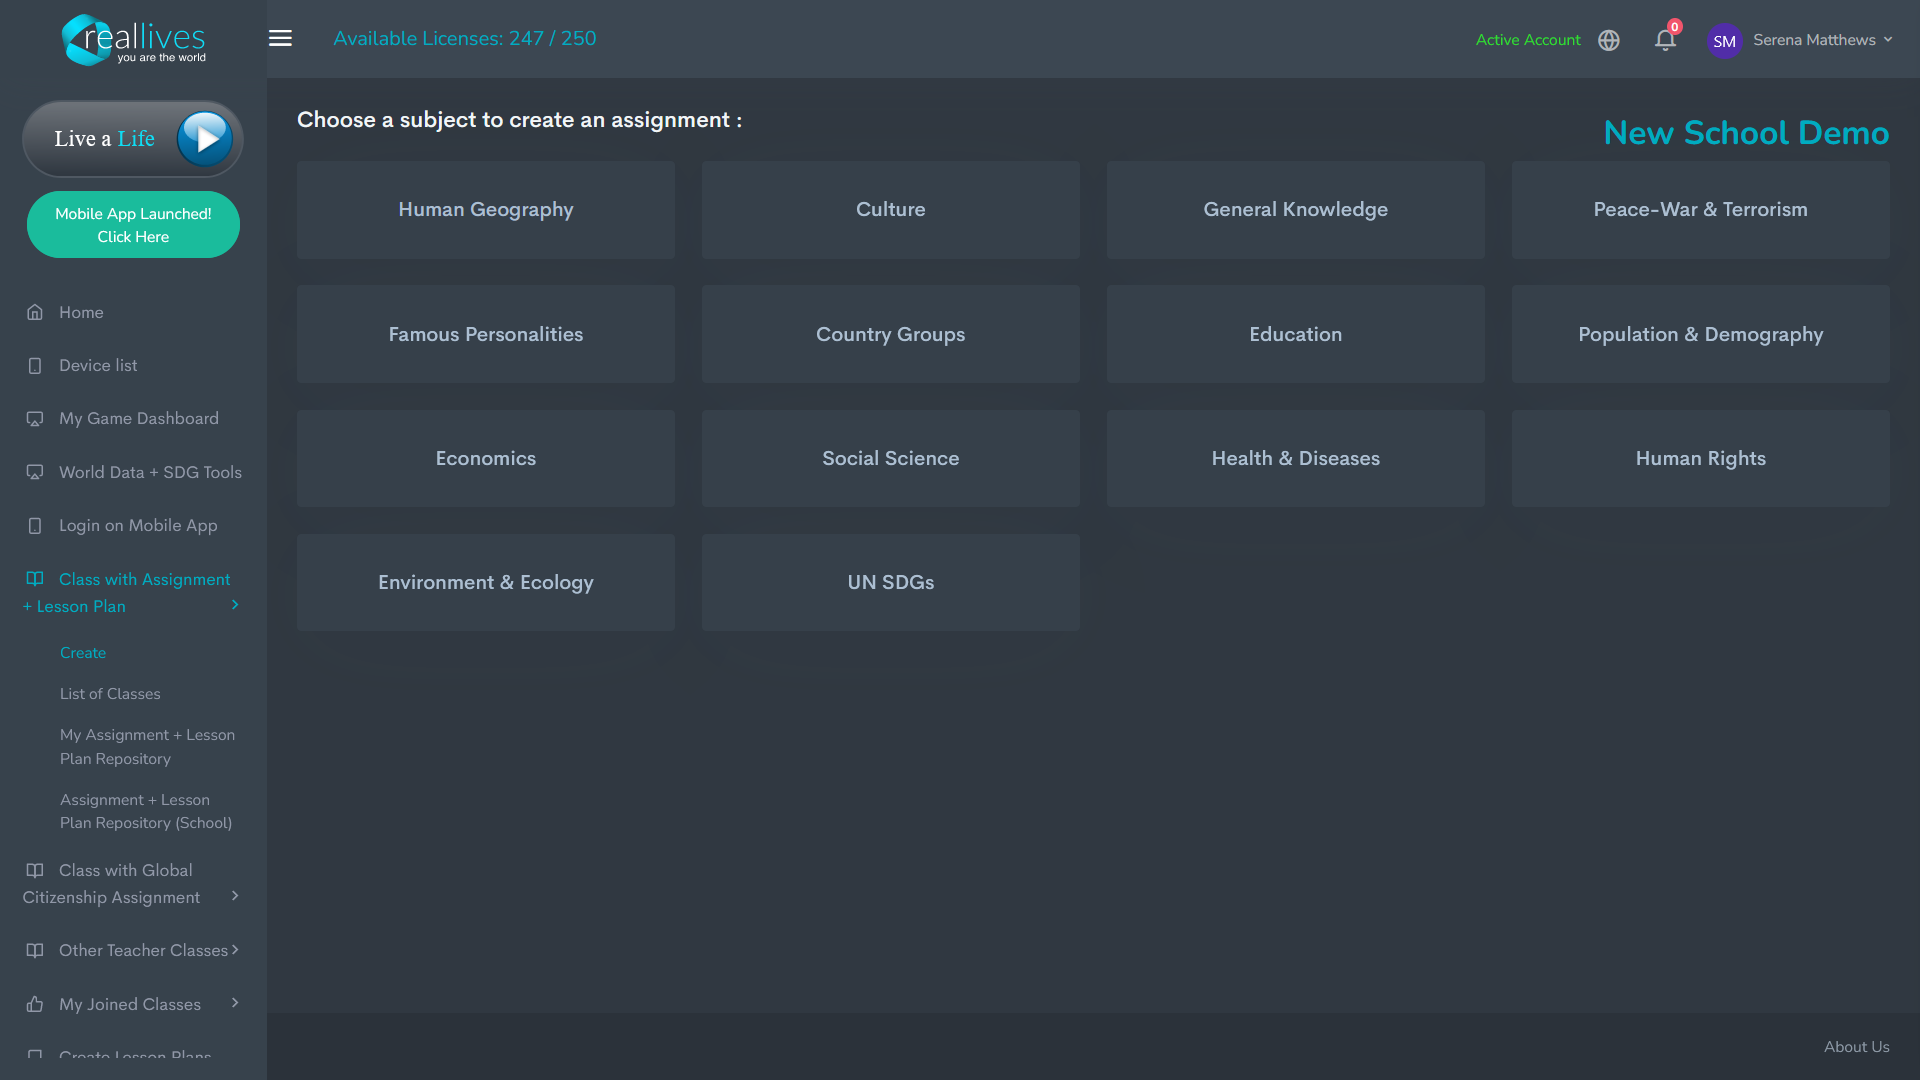 reallives
you are the world
Available Licenses: 247 / 250
Active Account
0
SM
Serena Matthews
Live a Life
Mobile App Launched!
Click Here
Home
Device list
My Game Dashboard
World Data + SDG Tools
Login on Mobile App
Class with Assignment
+ Lesson Plan
Create
List of Classes
My Assignment + Lesson
Plan Repository
Assignment + Lesson
Plan Repository (School)
Class with Global
Citizenship Assignment
Other Teacher Classes
My Joined Classes
Create Lesson Plans
Choose a subject to create an assignment :
New School Demo
Human Geography
Culture
General Knowledge
Peace-War & Terrorism
Famous Personalities
Country Groups
Education
Population & Demography
Economics
Social Science
Health & Diseases
Human Rights
Environment & Ecology
UN SDGs
About Us